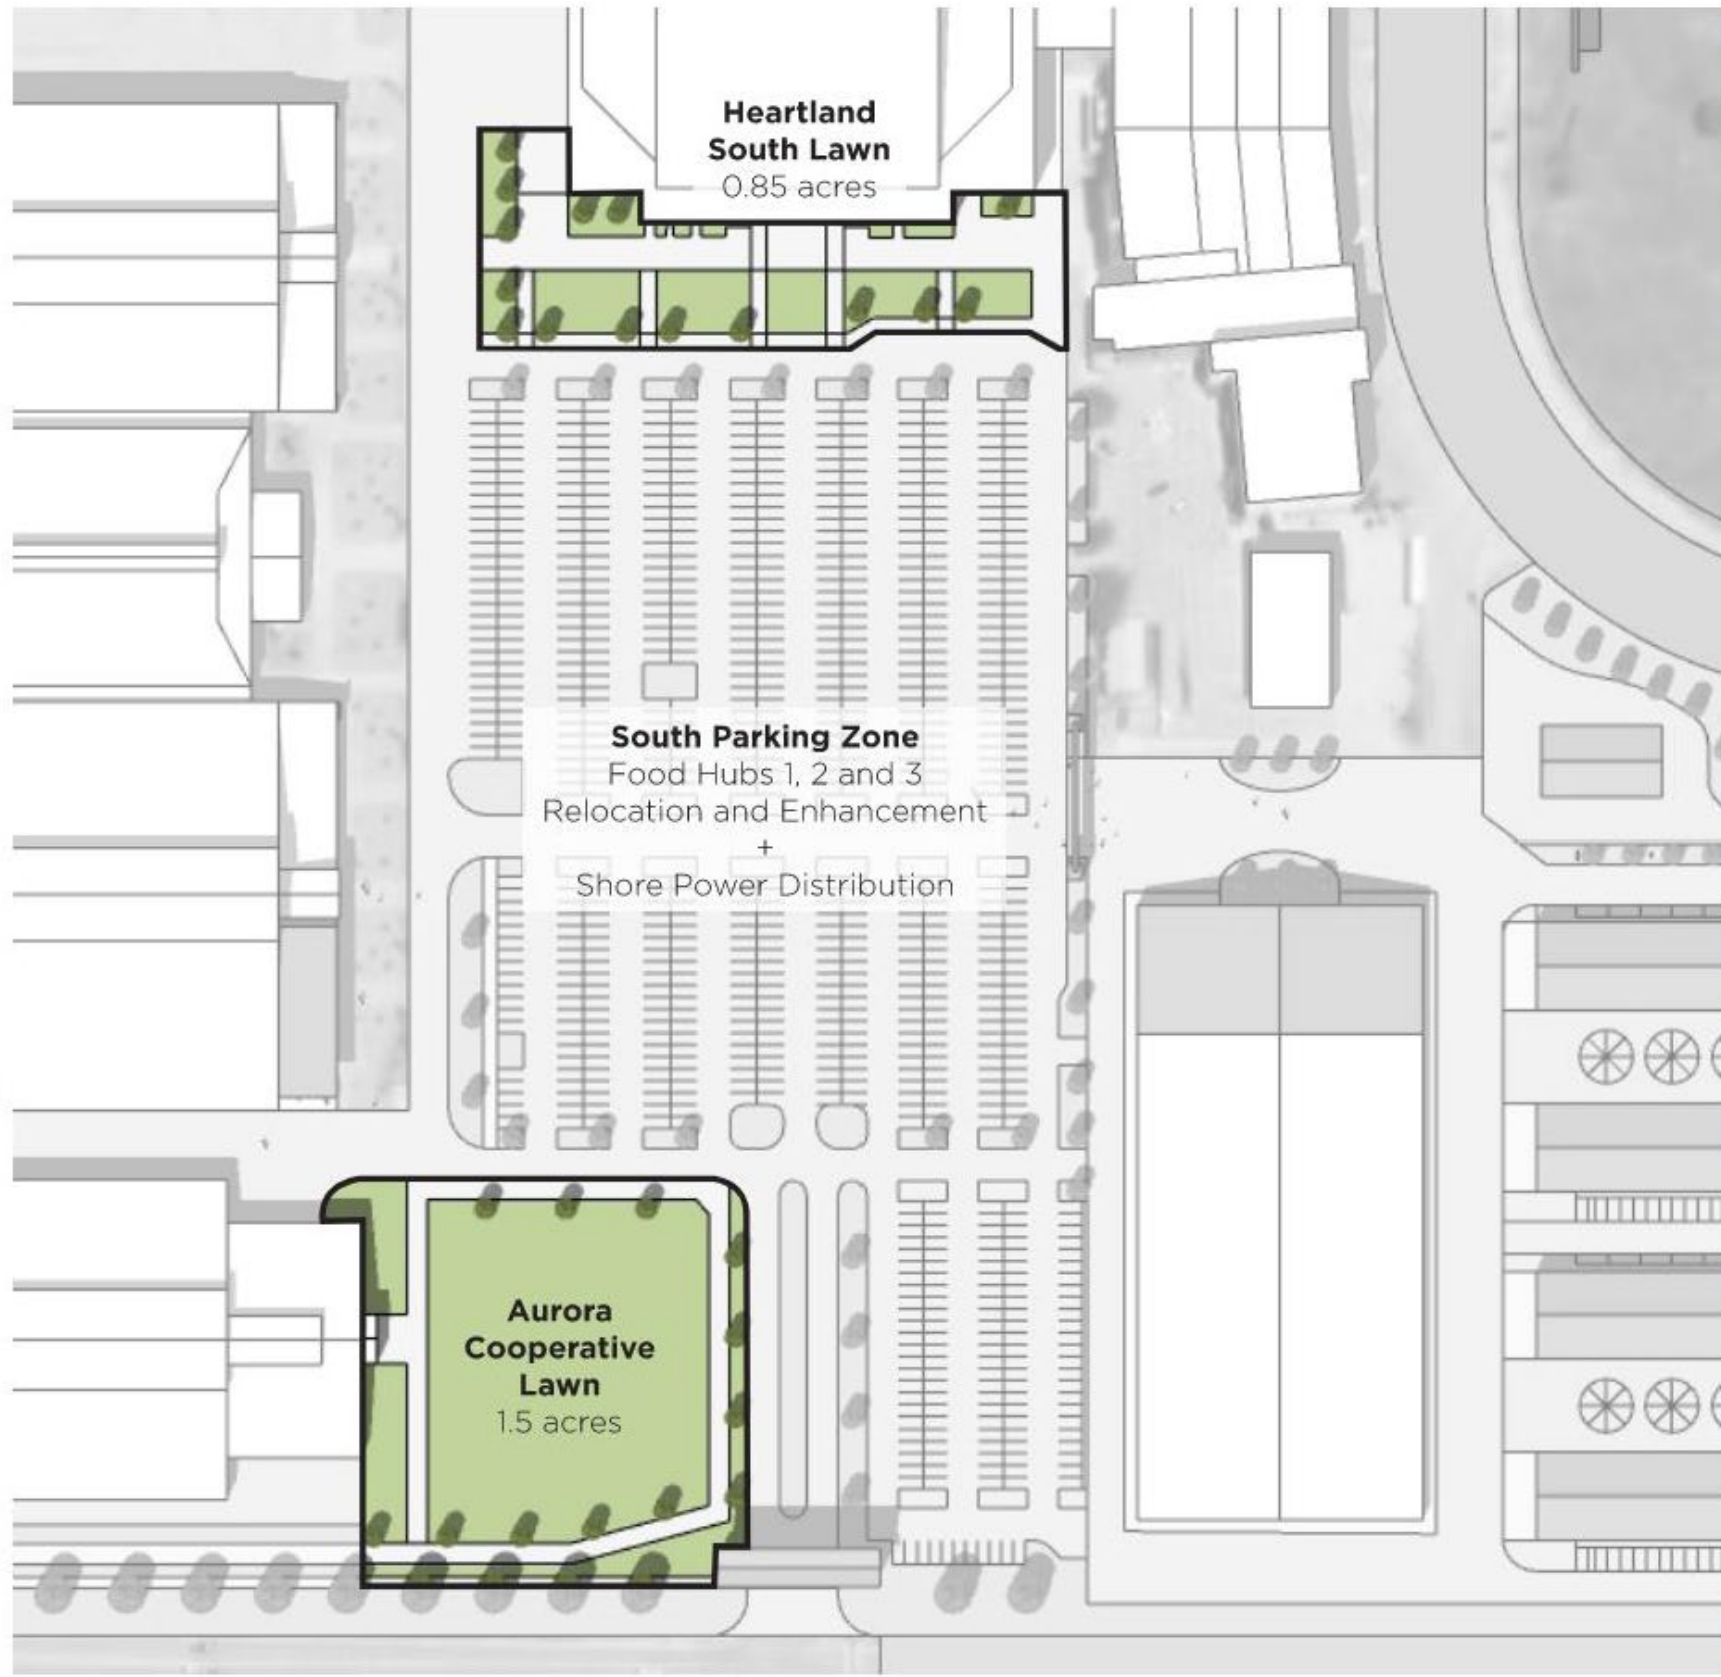 Heartland
South Lawn
0.85 acres
South Parking Zone
Food Hubs 1, 2 and 3
Relocation and Enhancement
+
Shore Power Distribution
Aurora
Cooperative
Lawn
1.5 acres